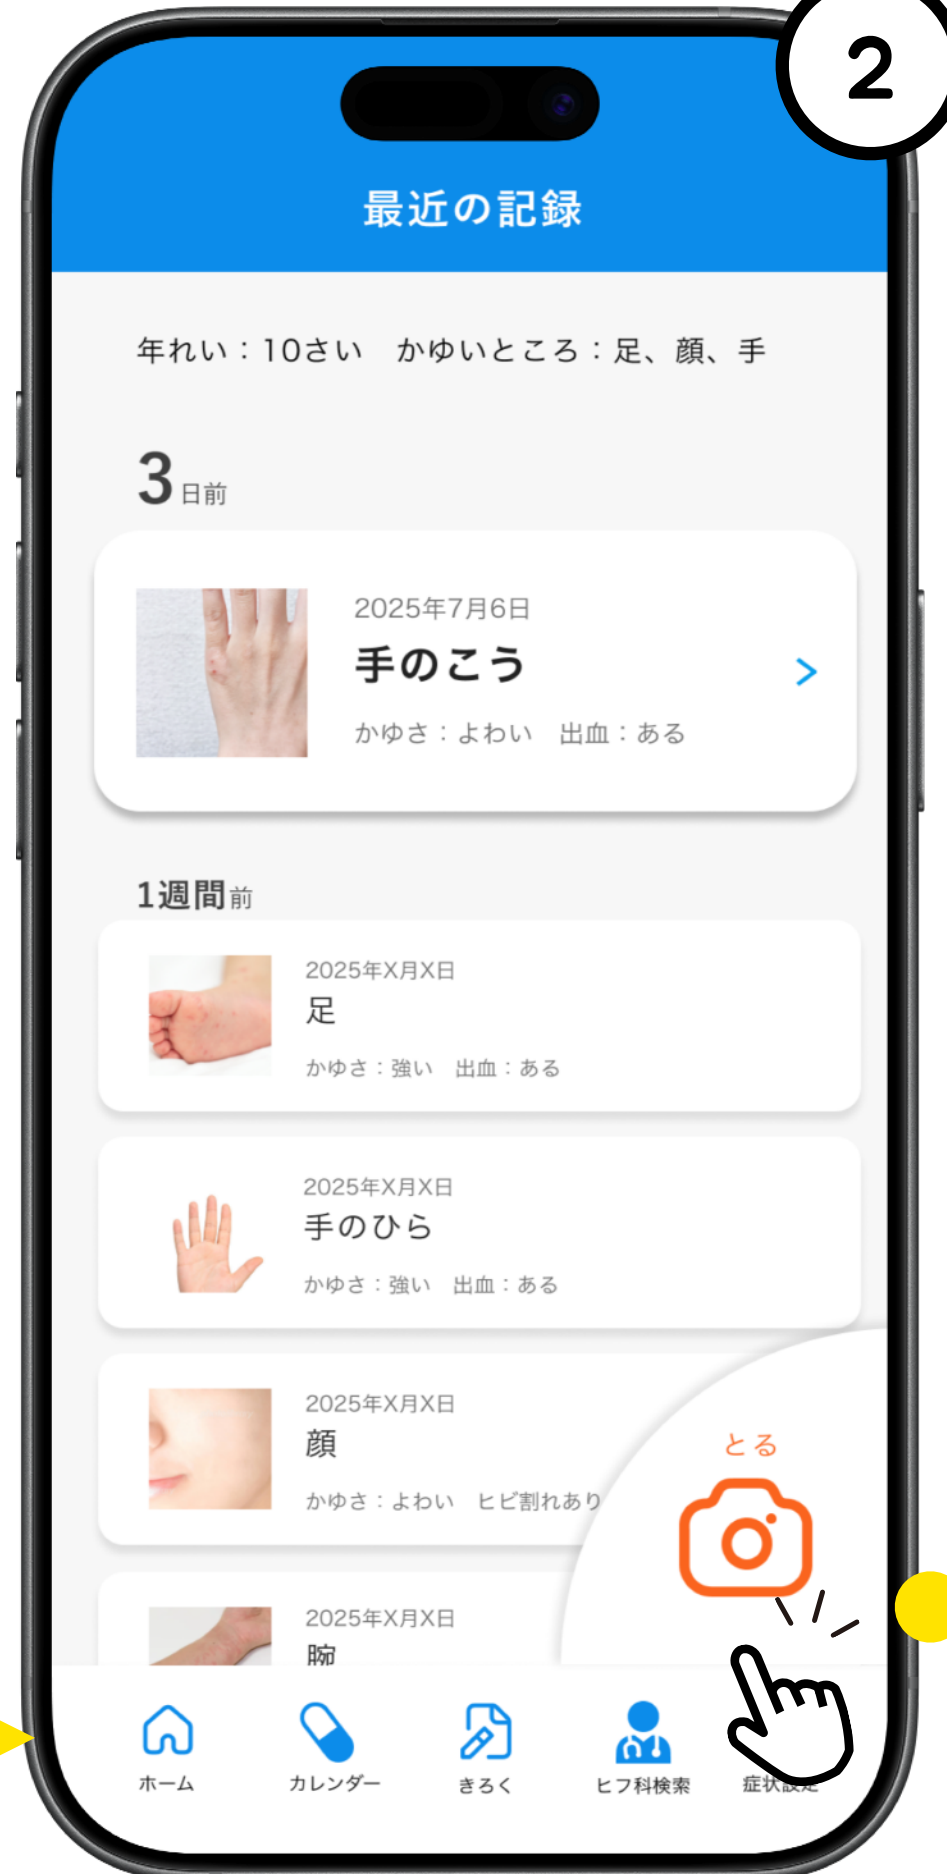 2
最近の記録
年れい：10さい　かゆいところ：足、顔、手
3日前
2025年7月6日
手のこう
かゆさ：よわい　出血：ある
1週間前
2025年X月X日
足
かゆさ：強い　出血：ある
2025年X月X日
手のひら
かゆさ：強い　出血：ある
2025年X月X日
顔
かゆさ：よわい　ヒビ割れあり
とる
2025年X月X日
腕
ホーム
カレンダー
きろく
ヒフ科検索
症状設定